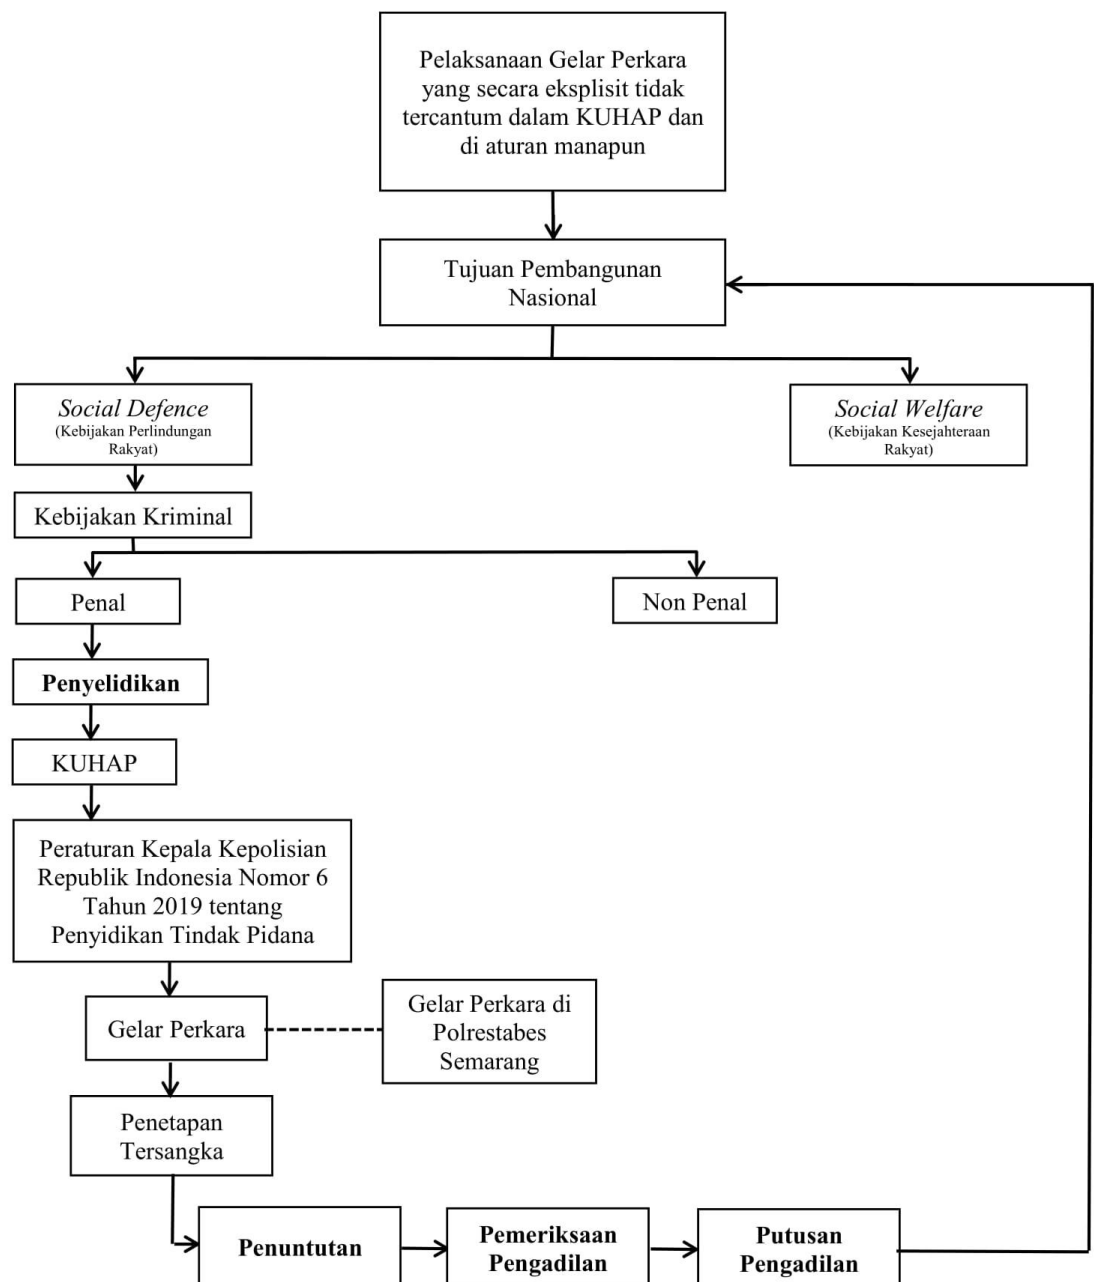 Pelaksanaan Gelar Perkara
yang secara eksplisit tidak
tercantum dalam KUHAP dan
di aturan manapun
Tujuan Pembangunan
Nasional
Social Defence
(Kebijakan Perlindungan
Rakyat)
Social Welfare
(Kebijakan Kesejahteraan
Rakyat)
Kebijakan Kriminal
Penal
Non Penal
Penyelidikan
KUHAP
Peraturan Kepala Kepolisian
Republik Indonesia Nomor 6
Tahun 2019 tentang
Penyidikan Tindak Pidana
Gelar Perkara
Gelar Perkara di
Polrestabes
Semarang
Penetapan
Tersangka
Penuntutan
Pemeriksaan
Pengadilan
Putusan
Pengadilan